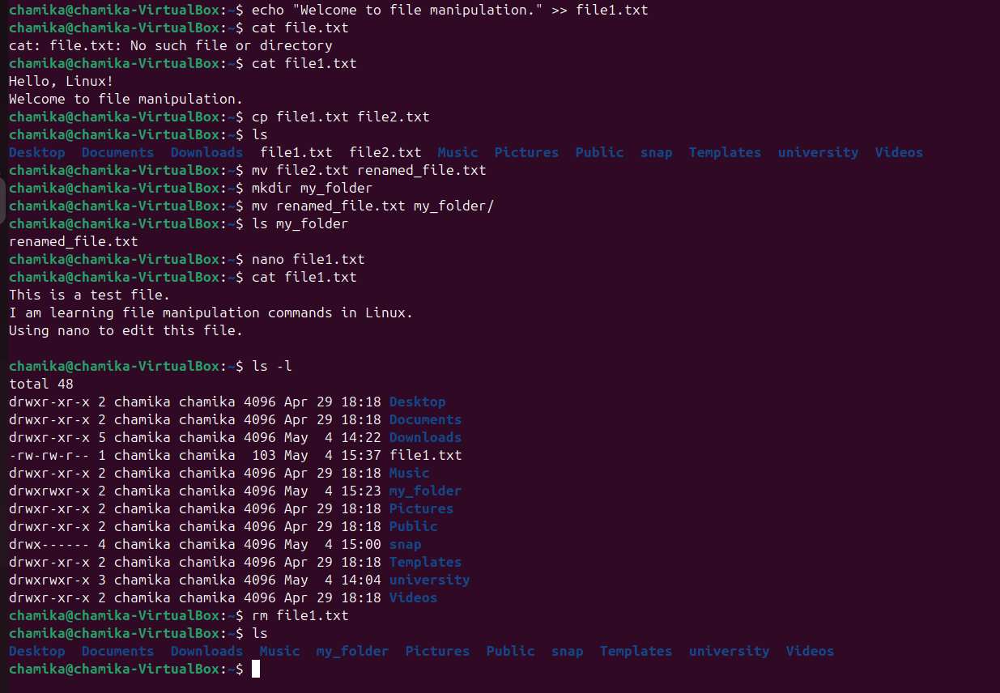 chamika@chamika-VirtualBox:~$ echo "Welcome to file manipulation." >> file1.txt
chamika@chamika-VirtualBox:~$ cat file.txt
cat: file.txt: No such file or directory
chamika@chamika-VirtualBox:~$ cat file1.txt
Hello, Linux!
Welcome to file manipulation.
chamika@chamika-VirtualBox:~$ cp file1.txt file2.txt
chamika@chamika-VirtualBox:~$ ls
Desktop  Documents  Downloads  file1.txt  file2.txt  Music  Pictures  Public  snap  Templates  university  Videos
chamika@chamika-VirtualBox:~$ mv file2.txt renamed_file.txt
chamika@chamika-VirtualBox:~$ mkdir my_folder
chamika@chamika-VirtualBox:~$ mv renamed_file.txt my_folder/
chamika@chamika-VirtualBox:~$ ls my_folder
renamed_file.txt
chamika@chamika-VirtualBox:~$ nano file1.txt
chamika@chamika-VirtualBox:~$ cat file1.txt
This is a test file.
I am learning file manipulation commands in Linux.
Using nano to edit this file.

chamika@chamika-VirtualBox:~$ ls -l
total 48
drwxr-xr-x 2 chamika chamika 4096 Apr 29 18:18 Desktop
drwxr-xr-x 2 chamika chamika 4096 Apr 29 18:18 Documents
drwxr-xr-x 5 chamika chamika 4096 May  4 14:22 Downloads
-rw-rw-r-- 1 chamika chamika  103 May  4 15:37 file1.txt
drwxr-xr-x 2 chamika chamika 4096 Apr 29 18:18 Music
drwxrwxr-x 2 chamika chamika 4096 May  4 15:23 my_folder
drwxr-xr-x 2 chamika chamika 4096 Apr 29 18:18 Pictures
drwxr-xr-x 2 chamika chamika 4096 Apr 29 18:18 Public
drwx------ 4 chamika chamika 4096 May  4 15:00 snap
drwxr-xr-x 2 chamika chamika 4096 Apr 29 18:18 Templates
drwxrwxr-x 3 chamika chamika 4096 May  4 14:04 university
drwxr-xr-x 2 chamika chamika 4096 Apr 29 18:18 Videos
chamika@chamika-VirtualBox:~$ rm file1.txt
chamika@chamika-VirtualBox:~$ ls
Desktop  Documents  Downloads  Music  my_folder  Pictures  Public  snap  Templates  university  Videos
chamika@chamika-VirtualBox:~$